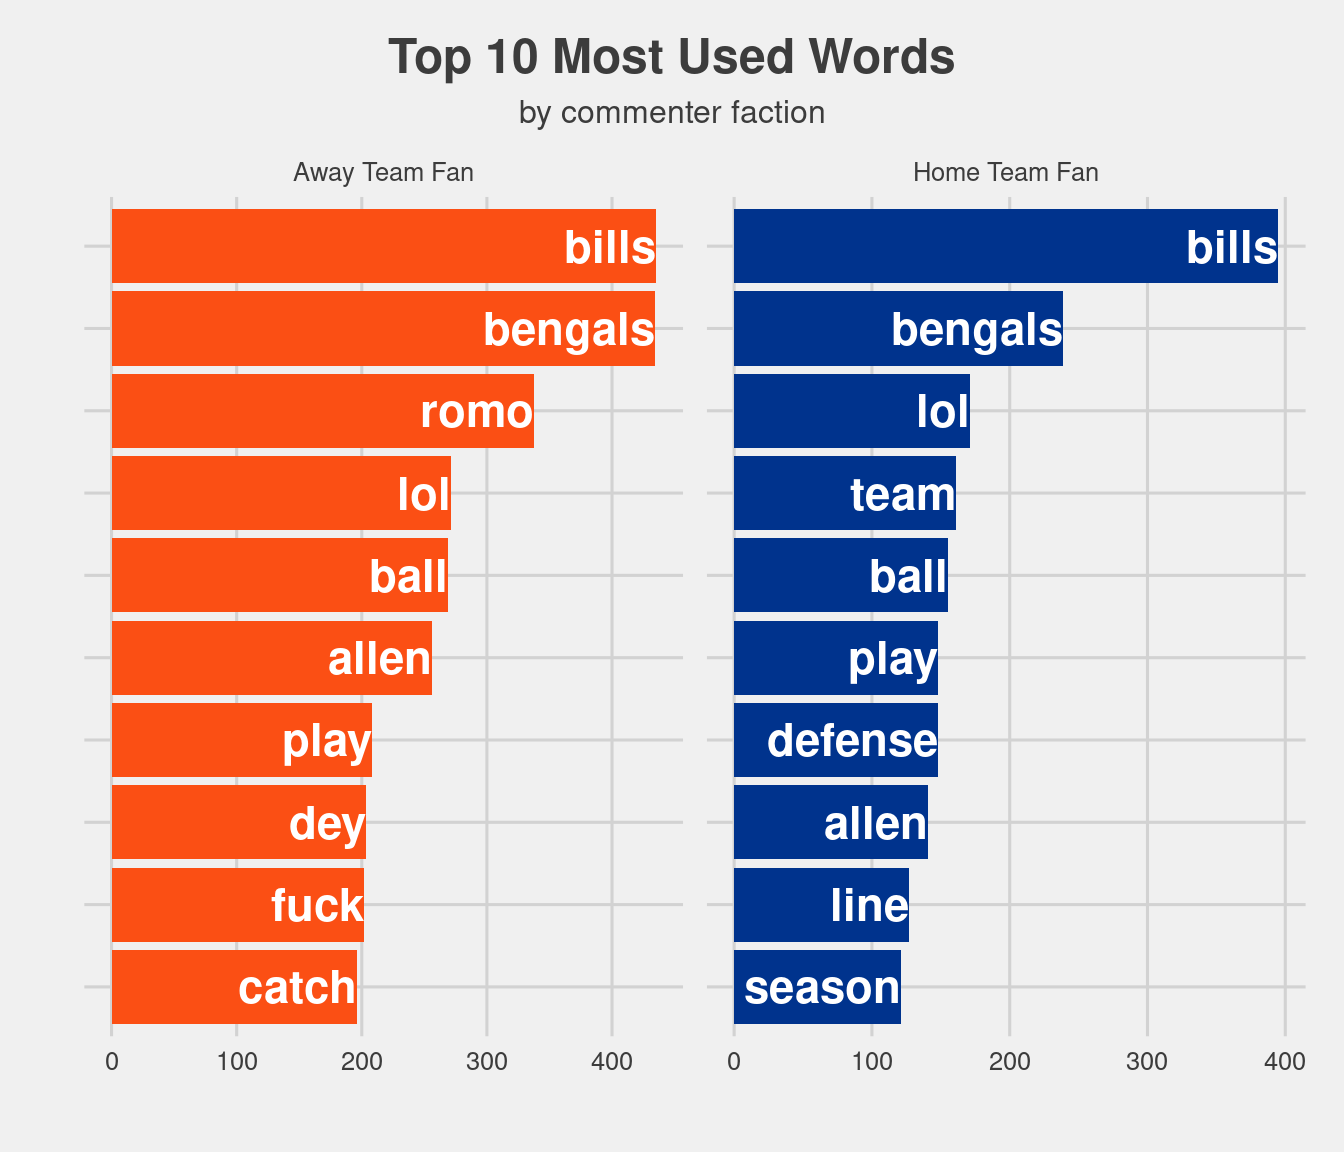 Top 10 Most Used Words
by commenter faction
Away Team Fan
bills
bengals
romo
lol
ball
allen
play
dey
fuck
catch
0 100 200 300 400
Home Team Fan
bills
bengals
lol
team
ball
play
defense
allen
line
season
0 100 200 300 400